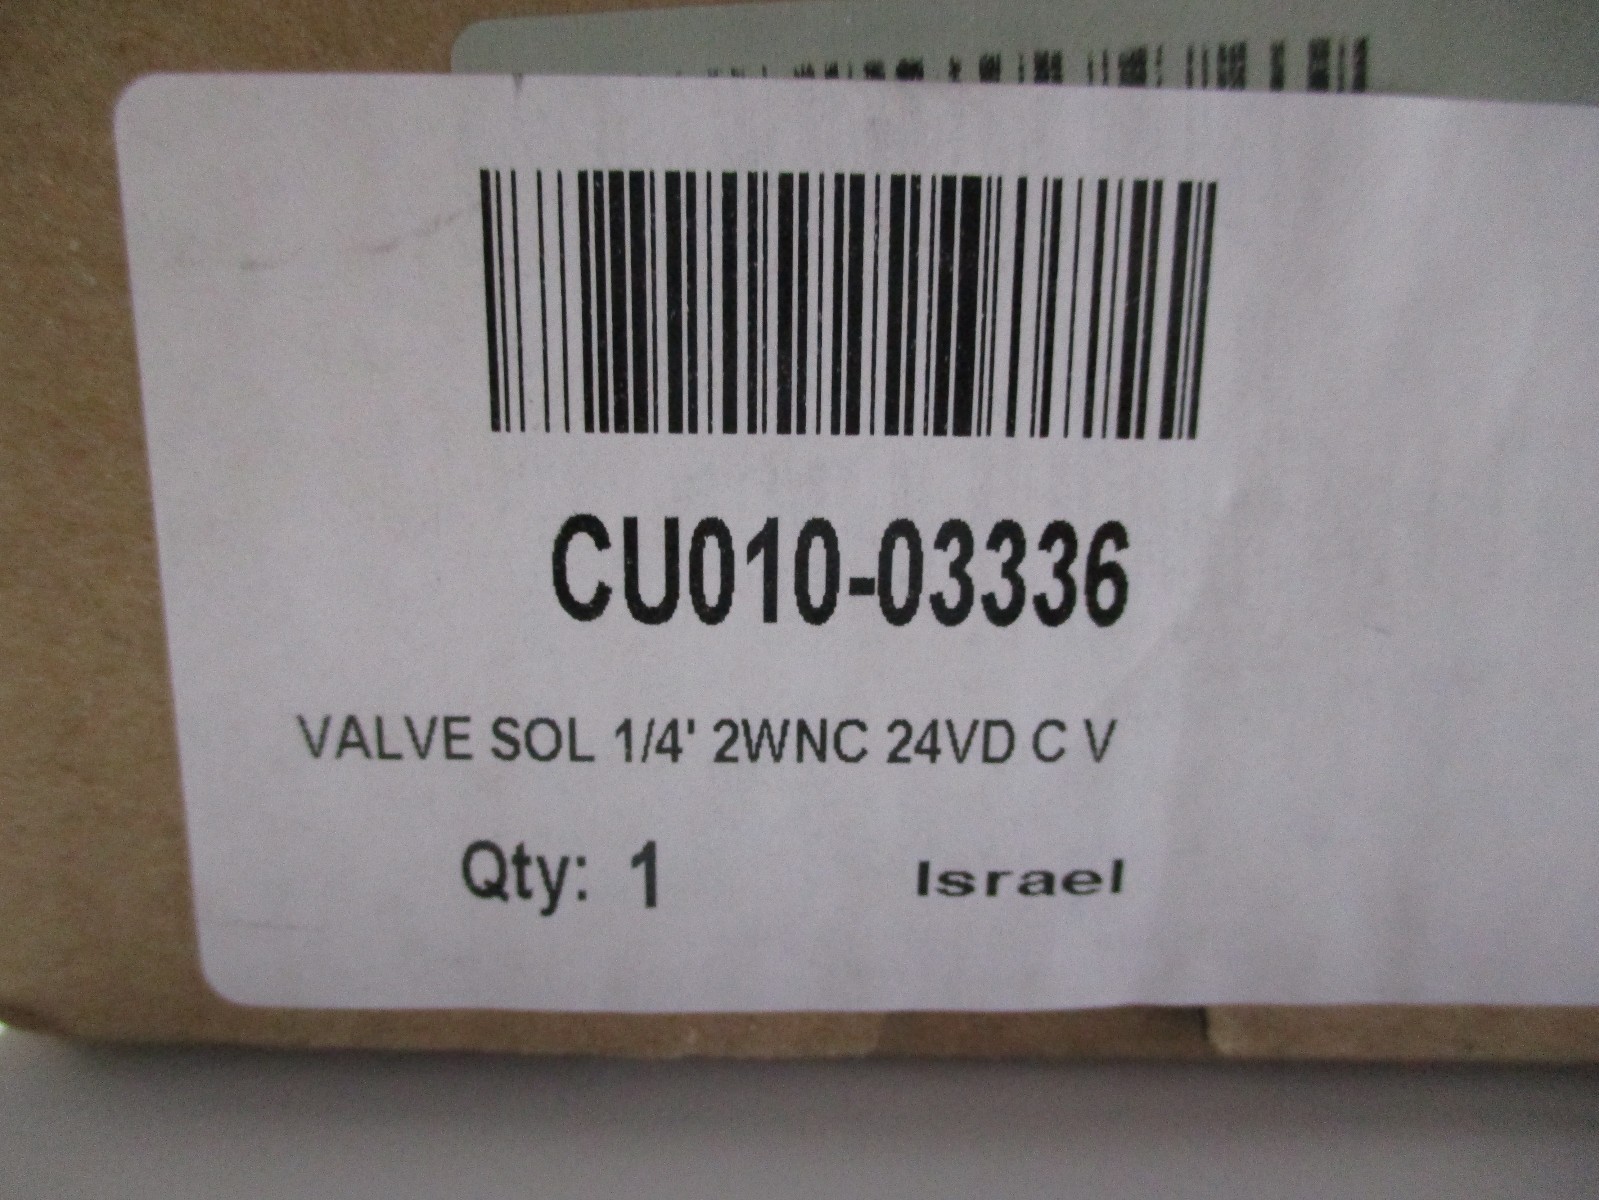 CU010-03336
VALVE SOL 1/4' 2WNC 24VD C V
Qty: 1 Israel